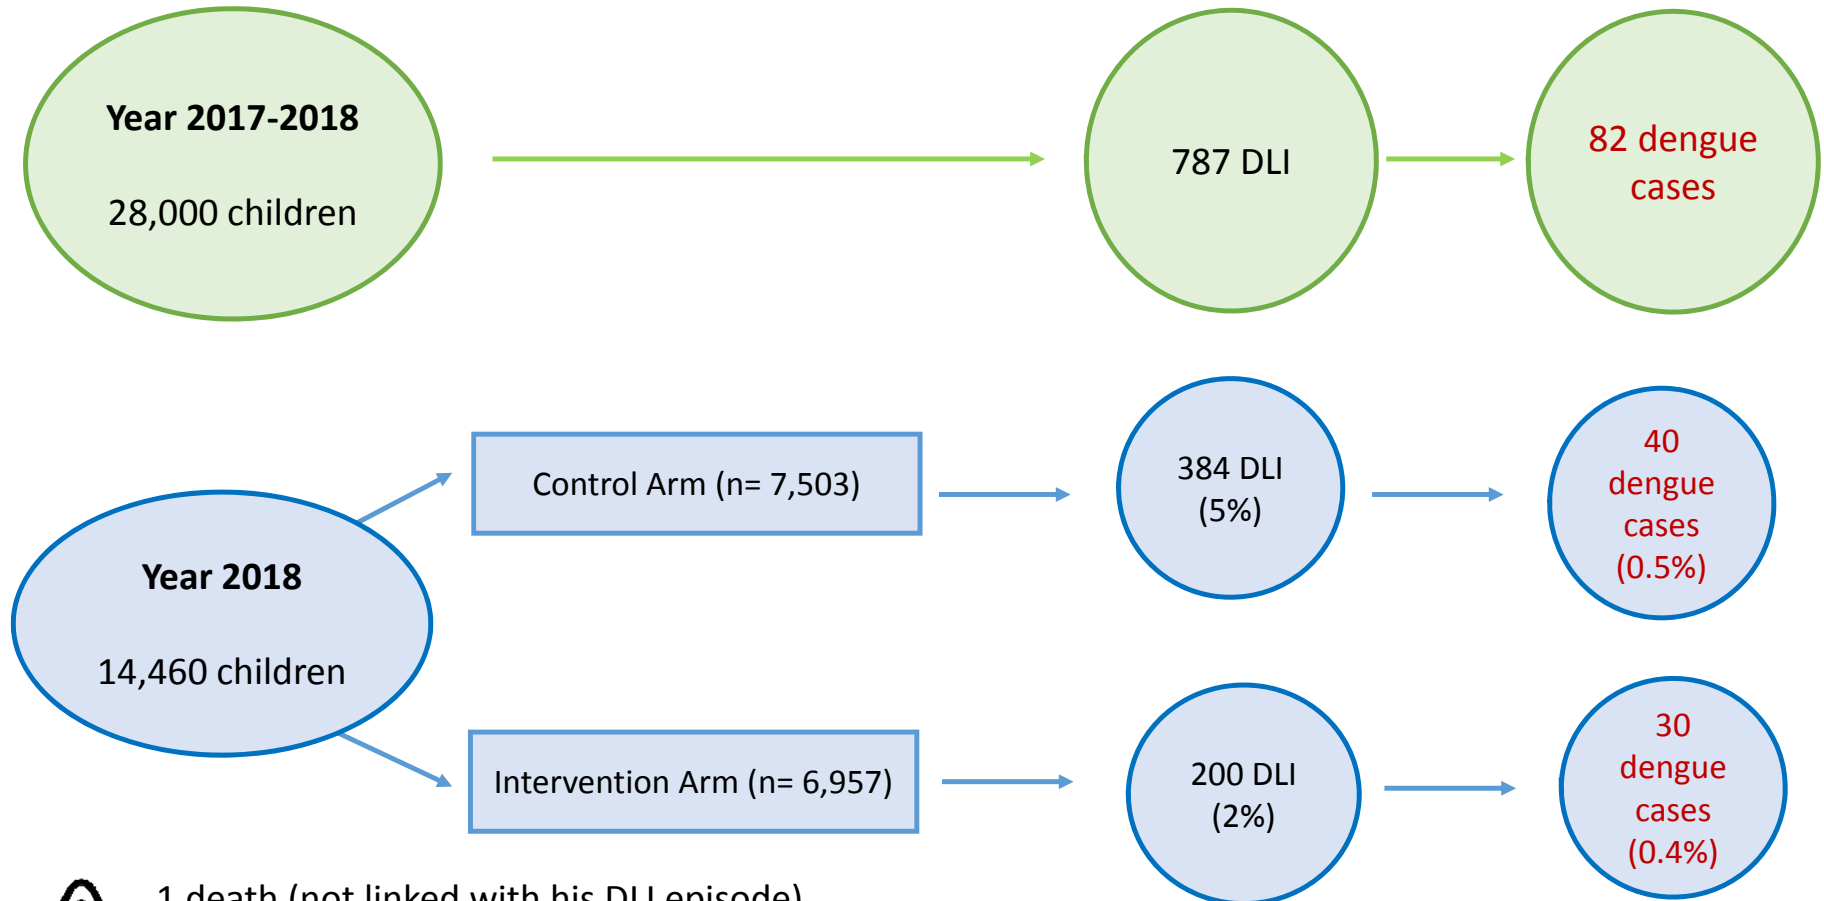 Year 2017-2018
28,000 children
787 DLI
82 dengue
cases
Control Arm (n= 7,503)
384 DLI
(5%)
40
dengue
cases
(0.5%)
Year 2018
14,460 children
Intervention Arm (n= 6,957)
200 DLI
(2%)
30
dengue
cases
(0.4%)
1 death (not linked with his DLI episode)